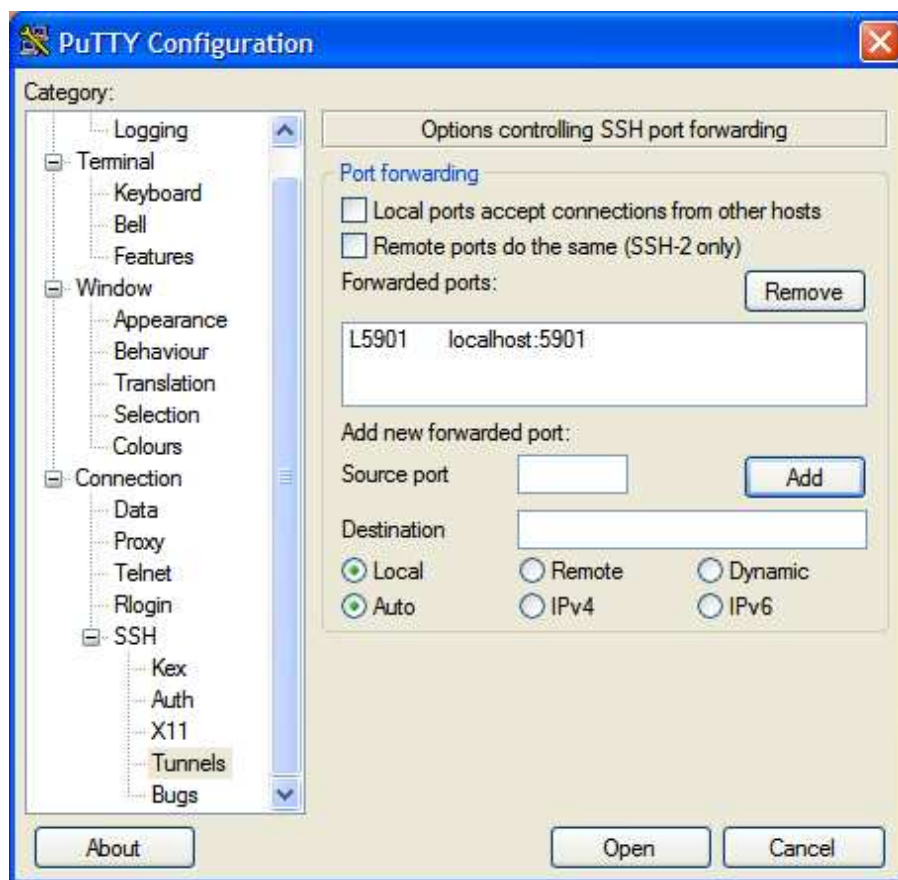 PuTTY Configuration
Category:
Logging
Terminal
Keyboard
Bell
Features
Window
Appearance
Behaviour
Translation
Selection
Colours
Connection
Data
Proxy
Telnet
Rlogin
SSH
Kex
Auth
X11
Tunnels
Bugs
Options controlling SSH port forwarding
Port forwarding
Local ports accept connections from other hosts
Remote ports do the same (SSH-2 only)
Forwarded ports:
Remove
L5901 localhost:5901
Add new forwarded port:
Source port
Add
Destination
Local Remote Dynamic
Auto IPv4 IPv6
About Open Cancel